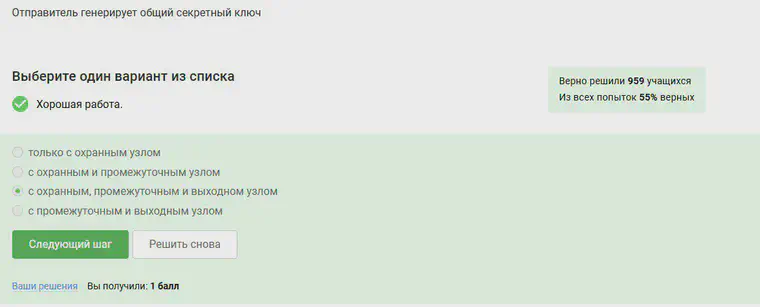 Отправитель генерирует общий секретный ключ
Выберите один вариант из списка
Верно решили 959 учащихся
Из всех попыток 55% верных
Хорошая работа.
только с охранным узлом
с охранным и промежуточным узлом
с охранным, промежуточным и выходном узлом
с промежуточным и выходным узлом
Следующий шаг
Решить снова
Ваши решения Вы получили: 1 балл